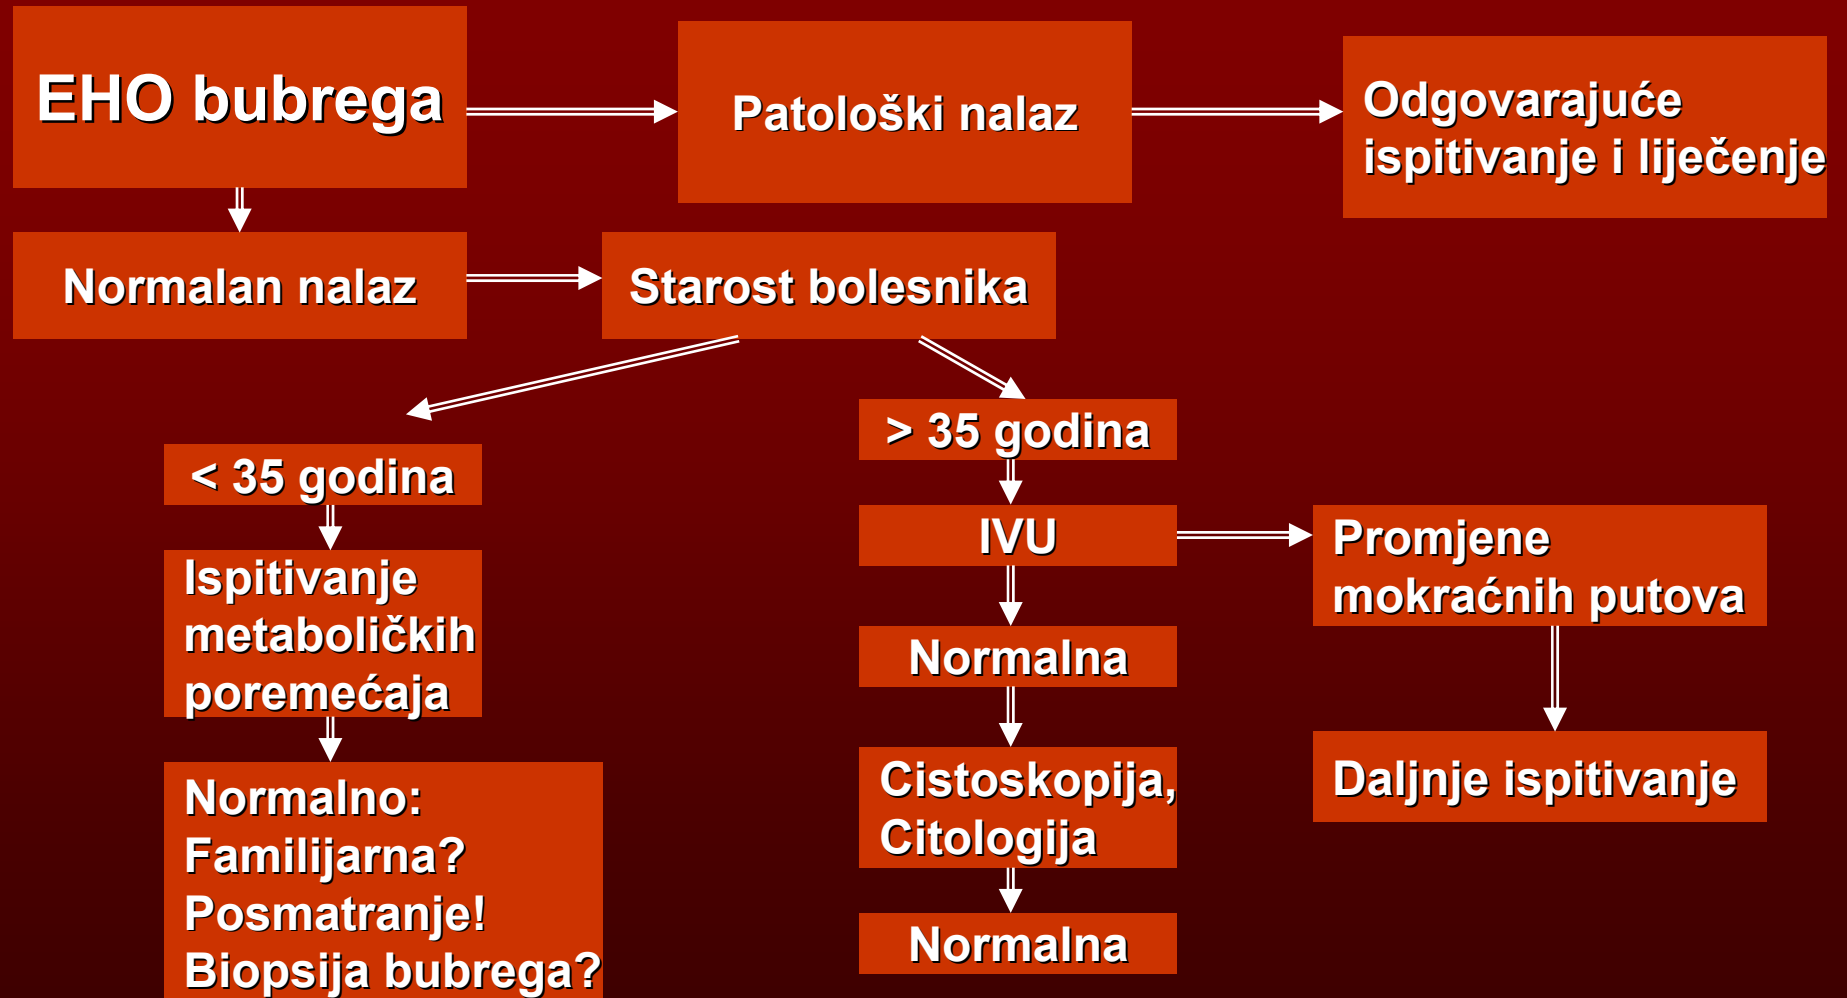 EHO bubrega
Patološki nalaz
Odgovarajuće
ispitivanje i liječenje
Normalan nalaz
Starost bolesnika
< 35 godina
Ispitivanje
metaboličkih
poremećaja
Normalno:
Familijarna?
Posmatranje!
Biopsija bubrega?
> 35 godina
IVU
Normalna
Cistoskopija,
Citologija
Normalna
Promjene
mokraćnih putova
Daljnje ispitivanje